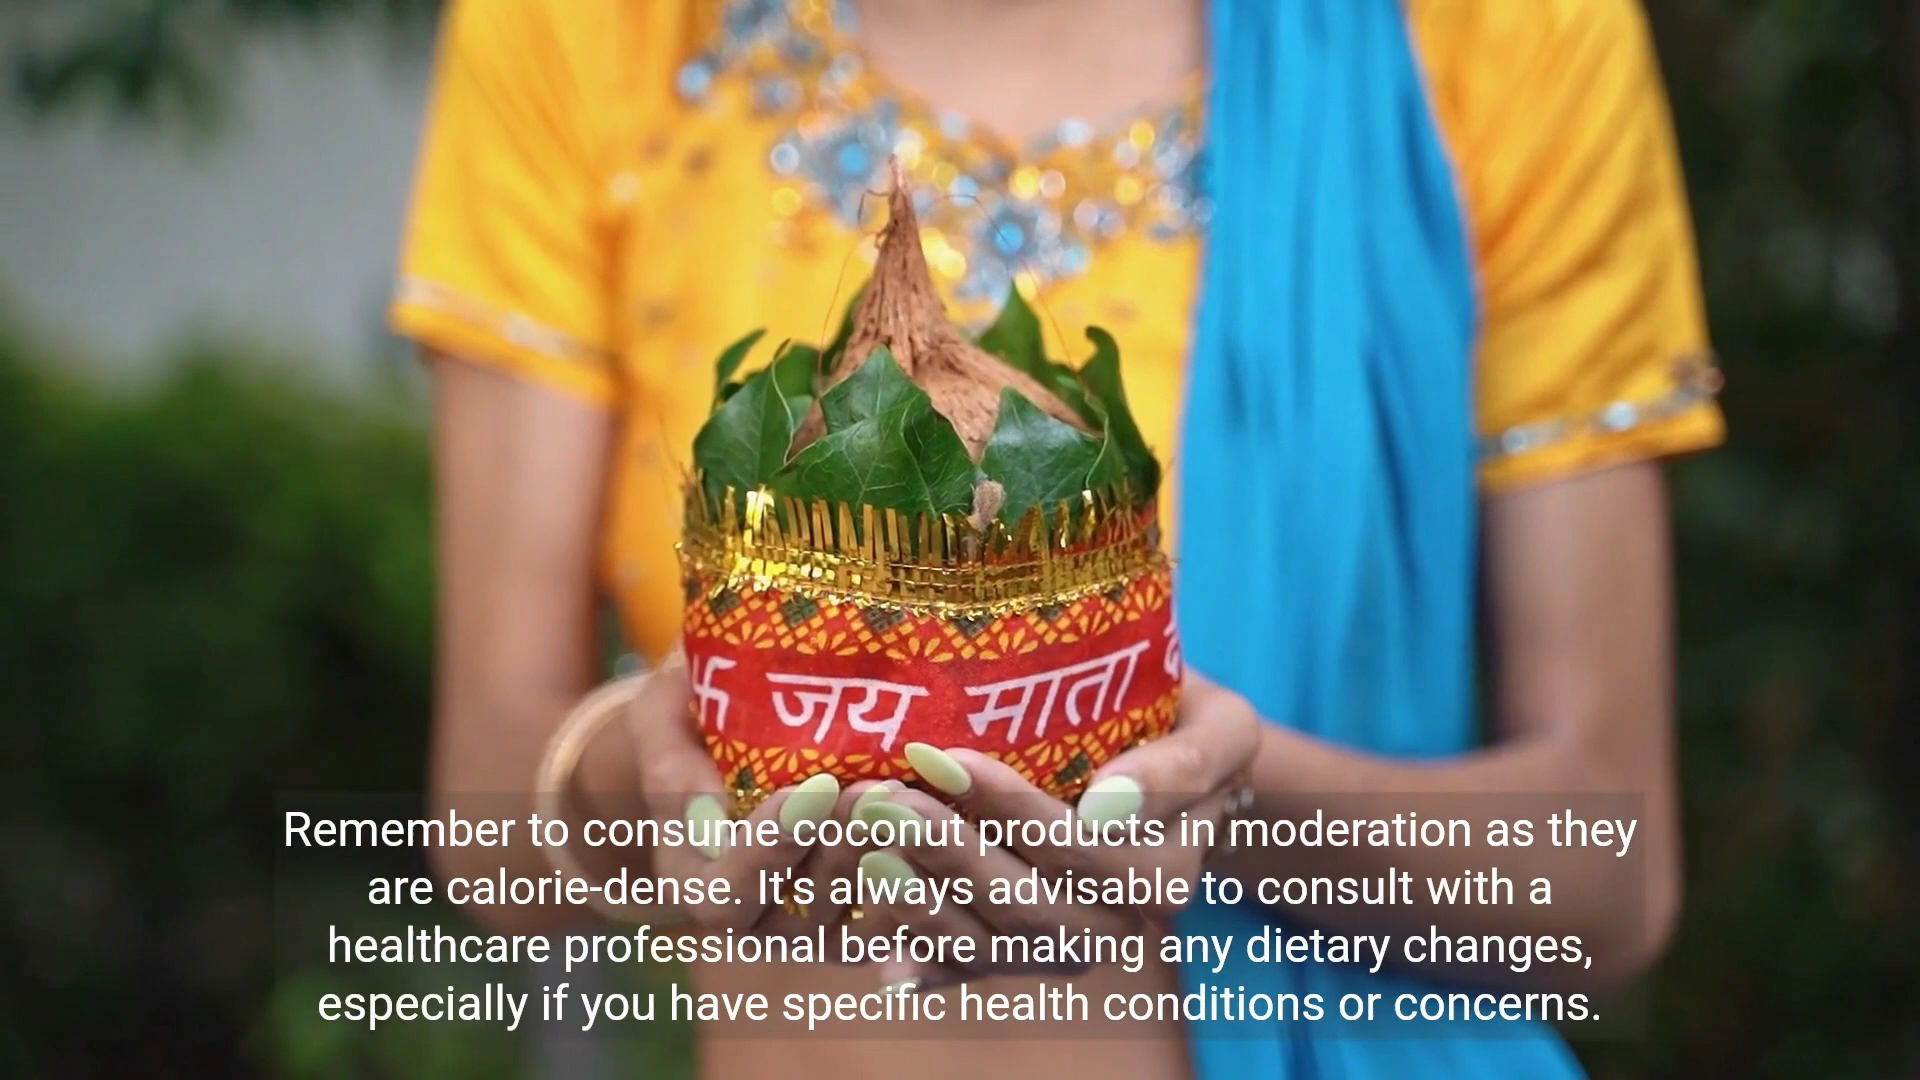 जय माता
Remember to consume coconut products in moderation as they
are calorie-dense. It's always advisable to consult with a
healthcare professional before making any dietary changes,
especially if you have specific health conditions or concerns.